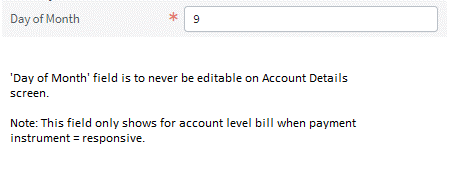 Day of Month * 9
'Day of Month' field is to never be editable on Account Details
screen.
Note: This field only shows for account level bill when payment
instrument = responsive.